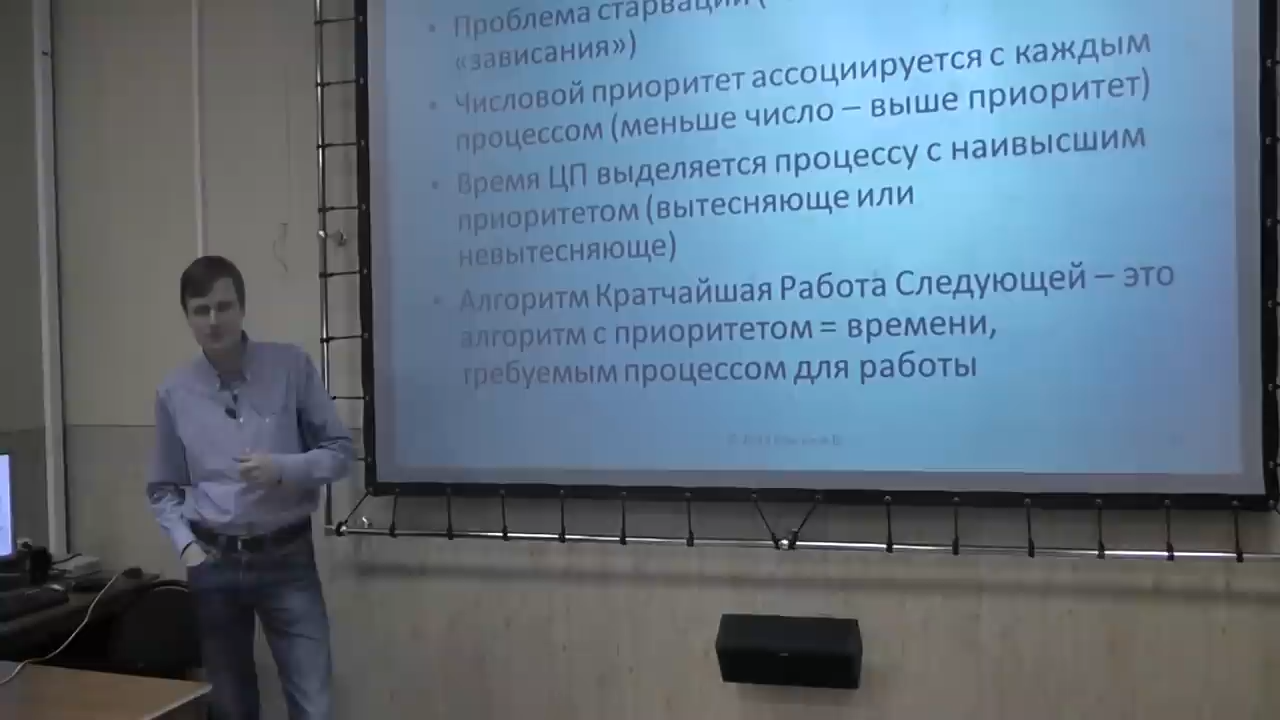 • Проблема старвации (
«зависания»)
• Числовой приоритет ассоциируется с каждым
процессом (меньше число – выше приоритет)
• Время ЦП выделяется процессу с наивысшим
приоритетом (вытесняюще или
невытесняюще)
• Алгоритм Кратчайшая Работа Следующей – это
алгоритм с приоритетом = времени,
требуемым процессом для работы